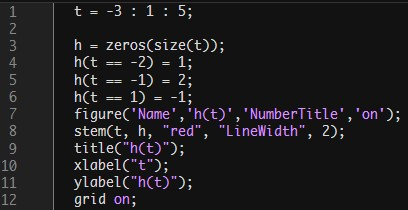 1 t = -3 : 1 : 5;
2
3 h = zeros(size(t));
4 h(t == -2) = 1;
5 h(t == -1) = 2;
6 h(t == 1) = -1;
7 figure('Name','h(t)','NumberTitle','on');
8 stem(t, h, "red", "LineWidth", 2);
9 title("h(t)");
10 xlabel("t");
11 ylabel("h(t)");
12 grid on;